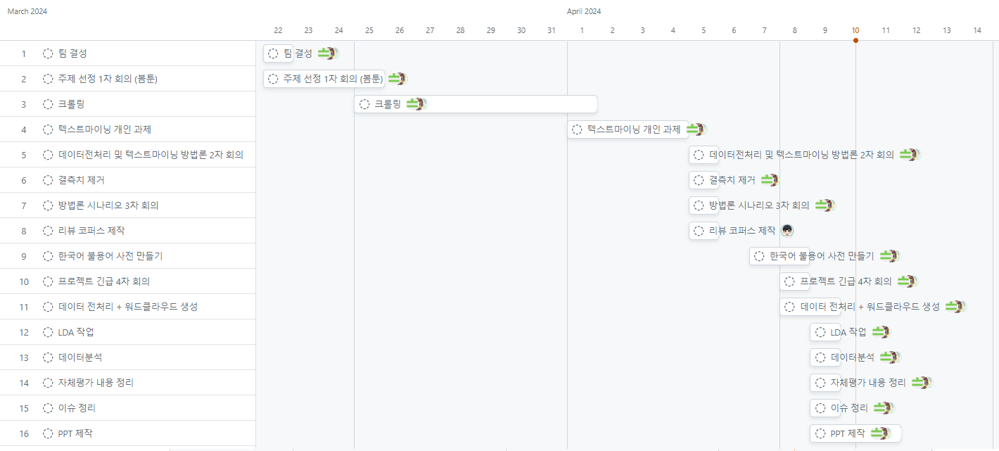 March 2024
April 2024
22 23 24 25 26 27 28 29 30 31 1 2 3 4 5 6 7 8 9 10 11 12 13 14
1 팀 결성 팀 결성
2 주제 선정 1차 회의 (봄툰) 주제 선정 1차 회의 (봄툰)
3 크롤링 크롤링
4 텍스트마이닝 개인 과제 텍스트마이닝 개인 과제
5 데이터전처리 및 텍스트마이닝 방법론 2차 회의 데이터전처리 및 텍스트마이닝 방법론 2차 회의
6 결측치 제거 결측치 제거
7 방법론 시나리오 3차 회의 방법론 시나리오 3차 회의
8 리뷰 코퍼스 제작 리뷰 코퍼스 제작
9 한국어 불용어 사전 만들기 한국어 불용어 사전 만들기
10 프로젝트 긴급 4차 회의 프로젝트 긴급 4차 회의
11 데이터 전처리 + 워드클라우드 생성 데이터 전처리 + 워드클라우드 생성
12 LDA 작업 LDA 작업
13 데이터분석 데이터분석
14 자체평가 내용 정리 자체평가 내용 정리
15 이슈 정리 이슈 정리
16 PPT 제작 PPT 제작